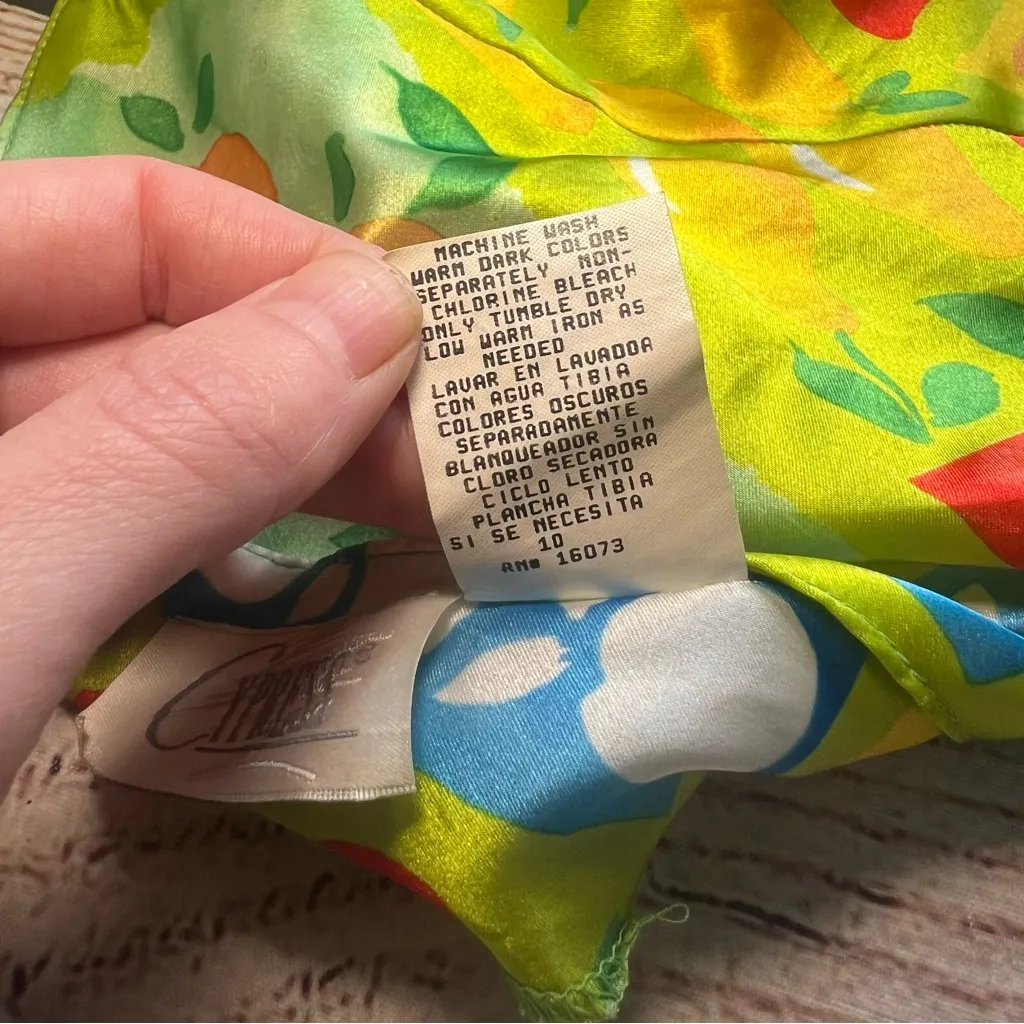 MACHINE WASH
WARM DARK COLORS
SEPARATELY NON-
CHLORINE BLEACH
ONLY TUMBLE DRY
LOW WARM IRON AS
NEEDED
LAVAR EN LAVADOA
CON AGUA TIBIA
COLORES OSCUROS
SEPARADAMENTE
BLANQUEADOR SIN
CLORO SECADORA
CICLO LENTO
PLANCHA TIBIA
SI SE NECESITA
10
RN# 16073